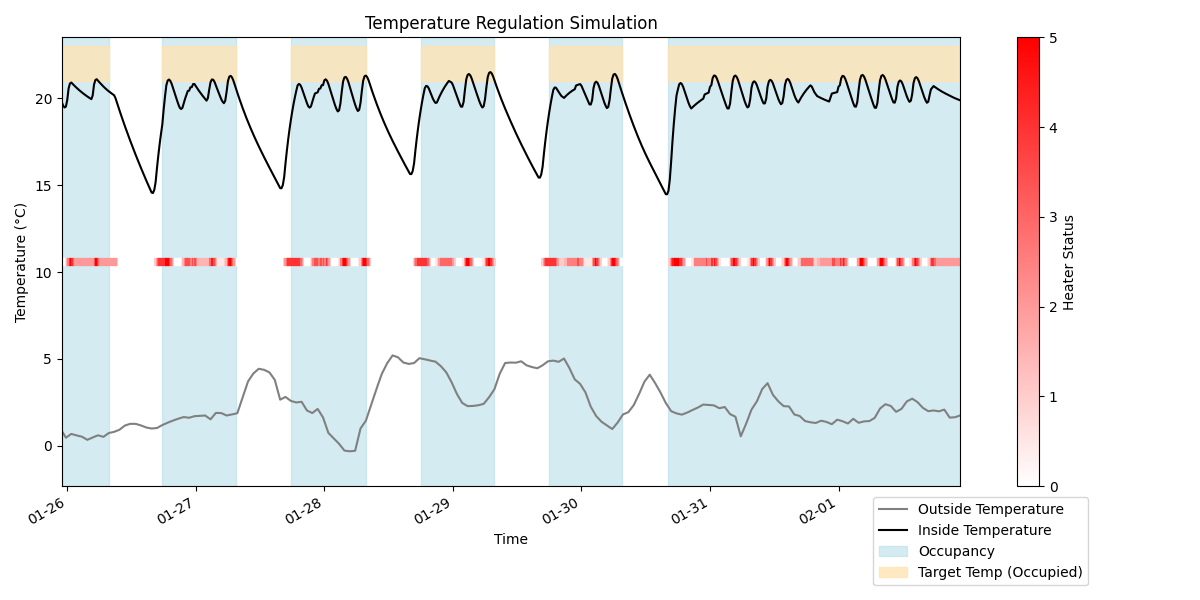 Temperature Regulation Simulation
Temperature (°C)
20
15
10
5
0
01-26
01-27
01-28
01-29
01-30
01-31
02-01
Time
5
4
3
2
1
0
Heater Status
Outside Temperature
Inside Temperature
Occupancy
Target Temp (Occupied)